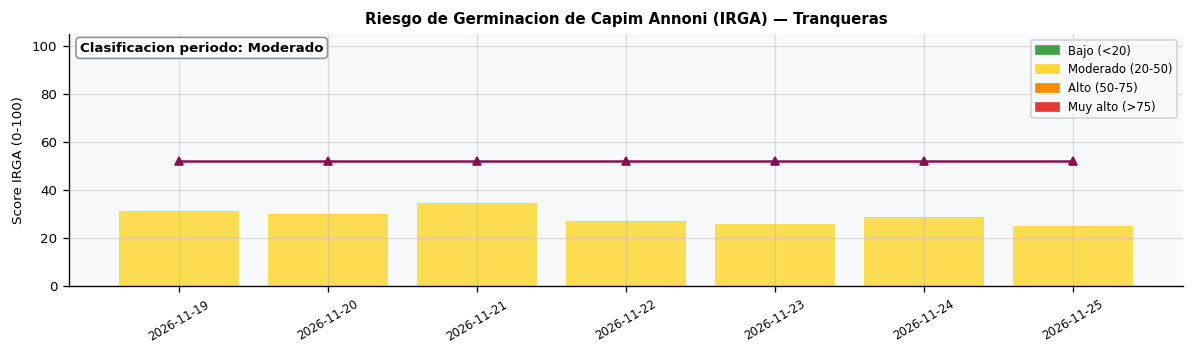 Riesgo de Germinacion de Capim Annoni (IRGA) — Tranqueras
Clasificacion periodo: Moderado
Bajo (<20)
Moderado (20-50)
Alto (50-75)
Muy alto (>75)
Score IRGA (0-100)
100
80
60
40
20
0
2026-11-19
2026-11-20
2026-11-21
2026-11-22
2026-11-23
2026-11-24
2026-11-25